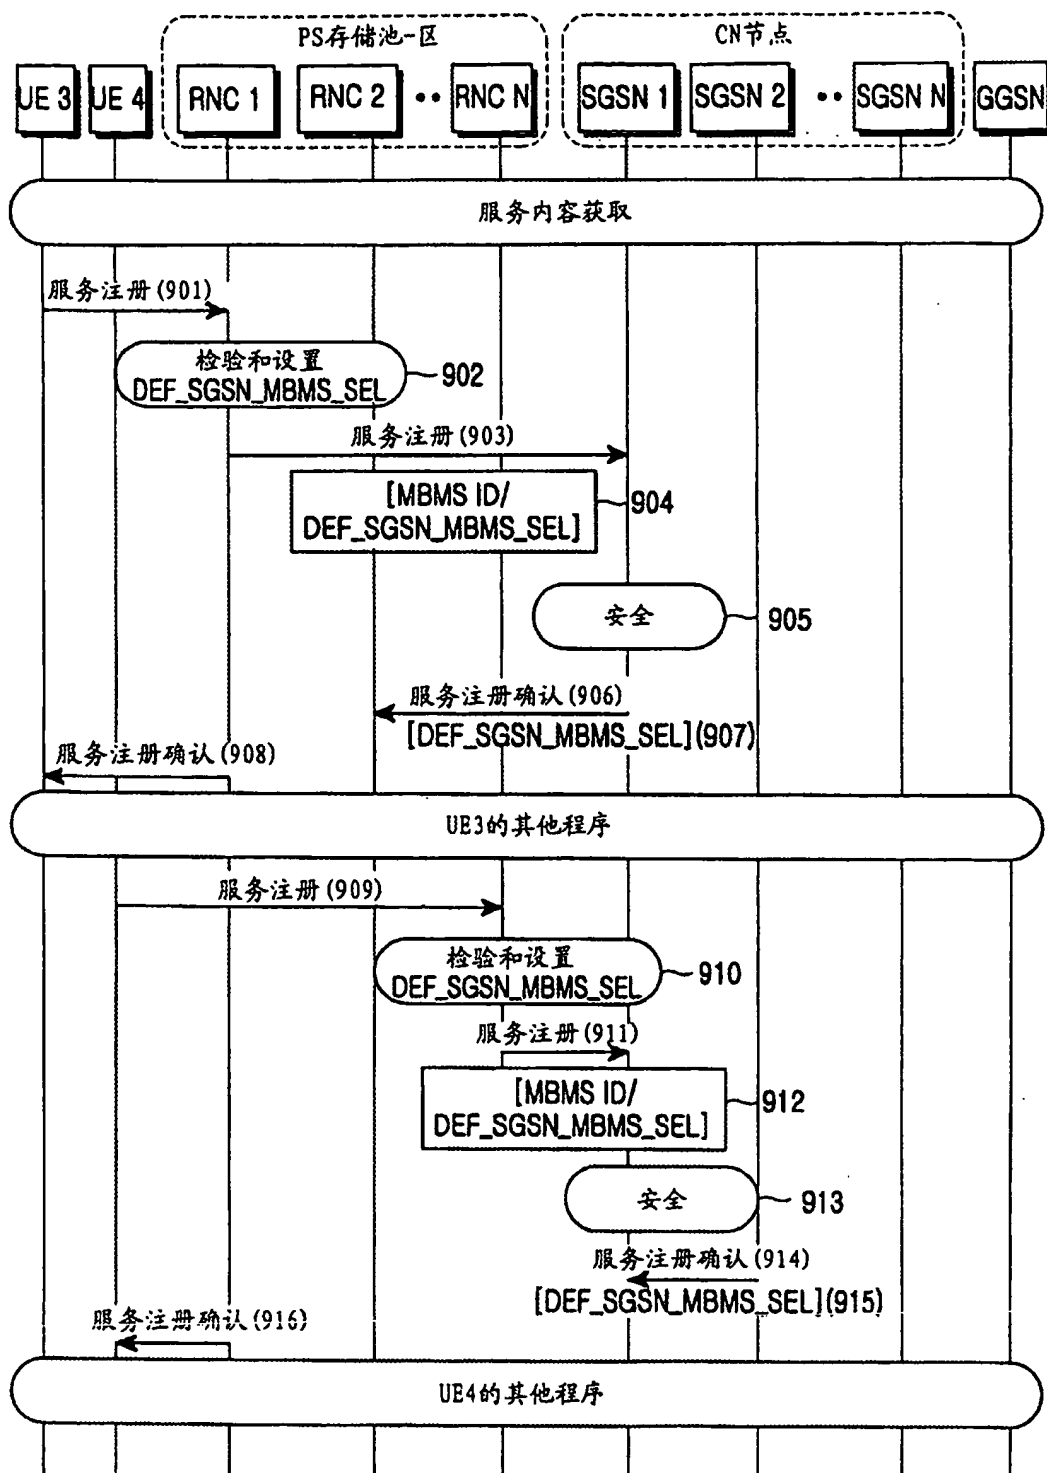 PS存储池-区
CN节点
UE 3
UE 4
RNC 1
RNC 2
RNC N
SGSN 1
SGSN 2
SGSN N
GGSN
服务内容获取
服务注册(901)
检验和设置
DEF_SGSN_MBMS_SEL
902
服务注册(903)
[MBMS ID/
DEF_SGSN_MBMS_SEL]
904
安全
905
服务注册确认(906)
[DEF_SGSN_MBMS_SEL](907)
服务注册确认(908)
UE3的其他程序
服务注册(909)
检验和设置
DEF_SGSN_MBMS_SEL
910
服务注册(911)
[MBMS ID/
DEF_SGSN_MBMS_SEL]
912
安全
913
服务注册确认(914)
[DEF_SGSN_MBMS_SEL](915)
服务注册确认(916)
UE4的其他程序